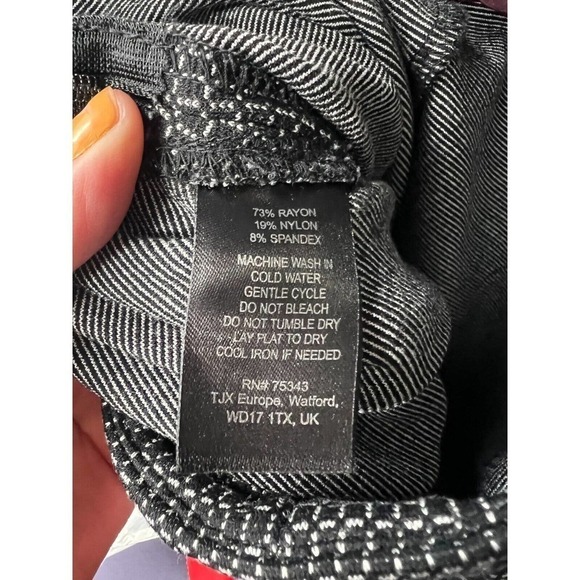 73% RAYON
19% NYLON
8% SPANDEX
MACHINE WASH IN
COLD WATER
GENTLE CYCLE
DO NOT BLEACH
DO NOT TUMBLE DRY
LAY PLAT TO DRY
COOL IRON IF NEEDED
RN# 75343
TJX Europe, Watford,
WD17 1TX, UK